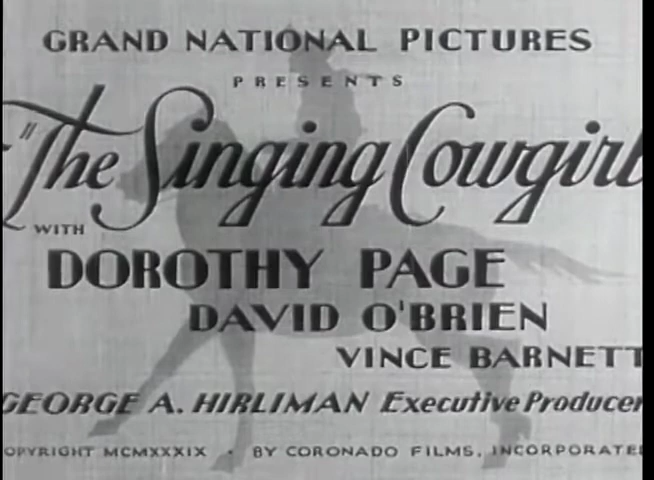 GRAND NATIONAL PICTURES
PRESENTS
"The Singing Cowgirl
WITH
DOROTHY PAGE
DAVID O'BRIEN
VINCE BARNETT
GEORGE A. HIRLIMAN Executive Producer
OPYRIGHT MCMXXXIX · BY CORONADO FILMS, INCORPORATED